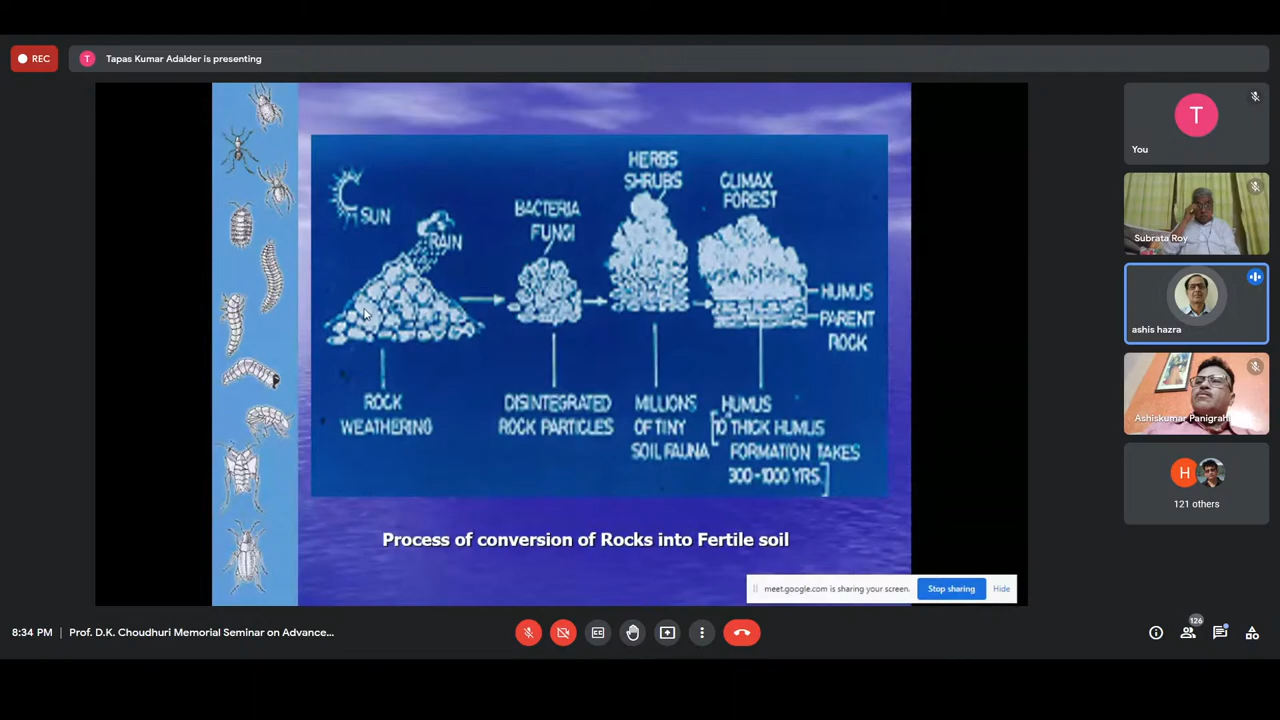 REC
T
Tapas Kumar Adalder is presenting
SUN
RAIN
BACTERIA
FUNGI
HERBS
SHRUBS
CLIMAX
FOREST
HUMUS
PARENT
ROCK
ROCK
WEATHERING
DISINTEGRATED
ROCK PARTICLES
MILLIONS
OF TINY
SOIL FAUNA
HUMUS
10" THICK HUMUS
FORMATION TAKES
300-1000 YRS.
Process of conversion of Rocks into Fertile soil
meet.google.com is sharing your screen.
Stop sharing
Hide
T
You
Subrata Roy
ashis hazra
Ashiskumar Panigrahi
H
121 others
8:34 PM | Prof. D.K. Choudhuri Memorial Seminar on Advance...
126